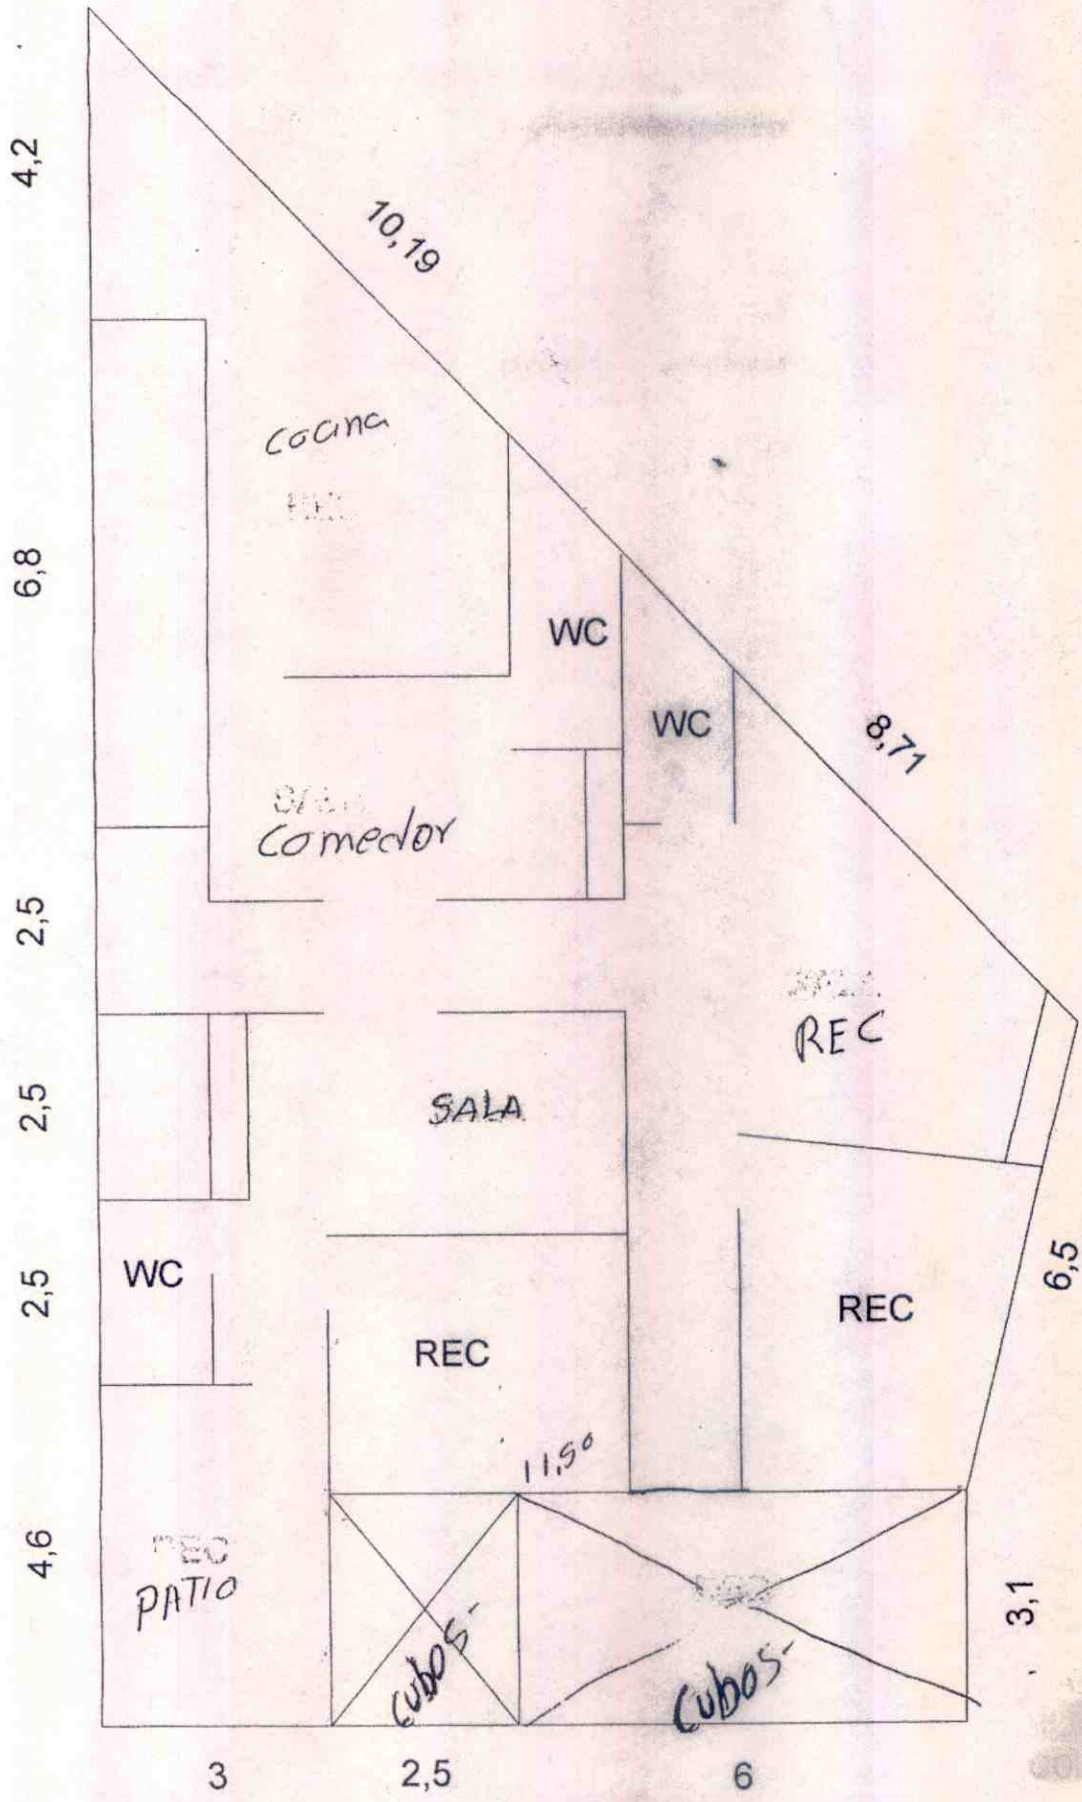 4,2
10,19
cocina
6,8
WC
WC
8,71
Comedor
2,5
REC
2,5
SALA
WC
2,5
6,5
REC
REC
11,50
4,6
PATIO
3,1
Cubos-
Cubos-
3
2,5
6